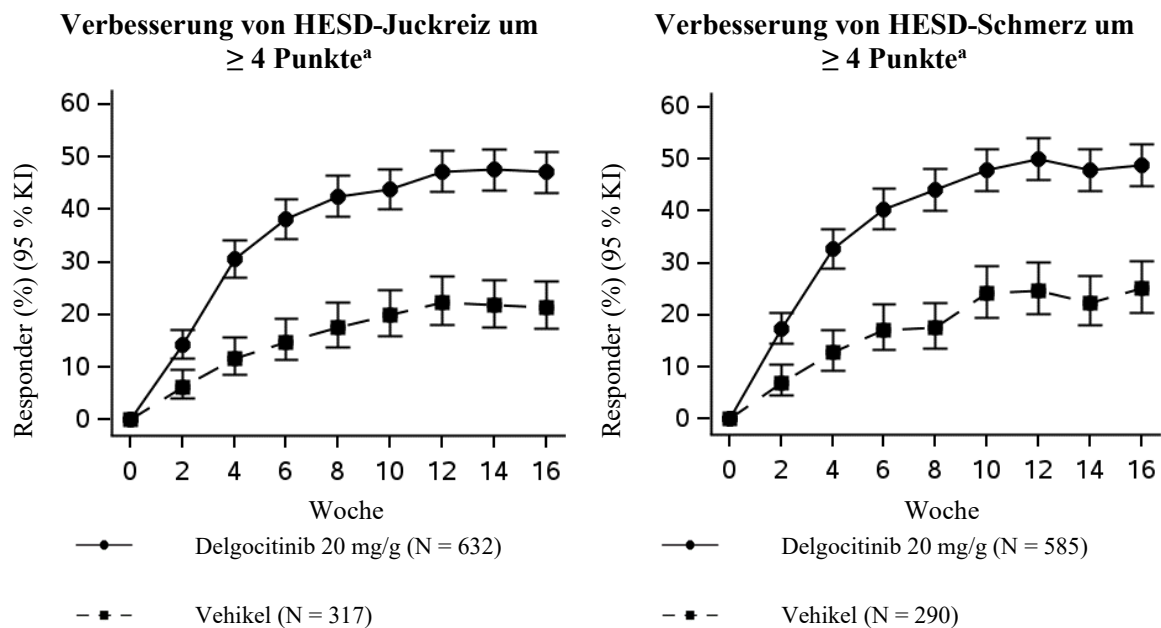 Verbesserung von HESD-Juckreiz um
≥ 4 Punkteᵃ
60
50
40
30
20
10
0
Responder (%) (95 % KI)
0 2 4 6 8 10 12 14 16
Woche
Delgocitinib 20 mg/g (N = 632)
Vehikel (N = 317)
Verbesserung von HESD-Schmerz um
≥ 4 Punkteᵃ
60
50
40
30
20
10
0
Responder (%) (95 % KI)
0 2 4 6 8 10 12 14 16
Woche
Delgocitinib 20 mg/g (N = 585)
Vehikel (N = 290)